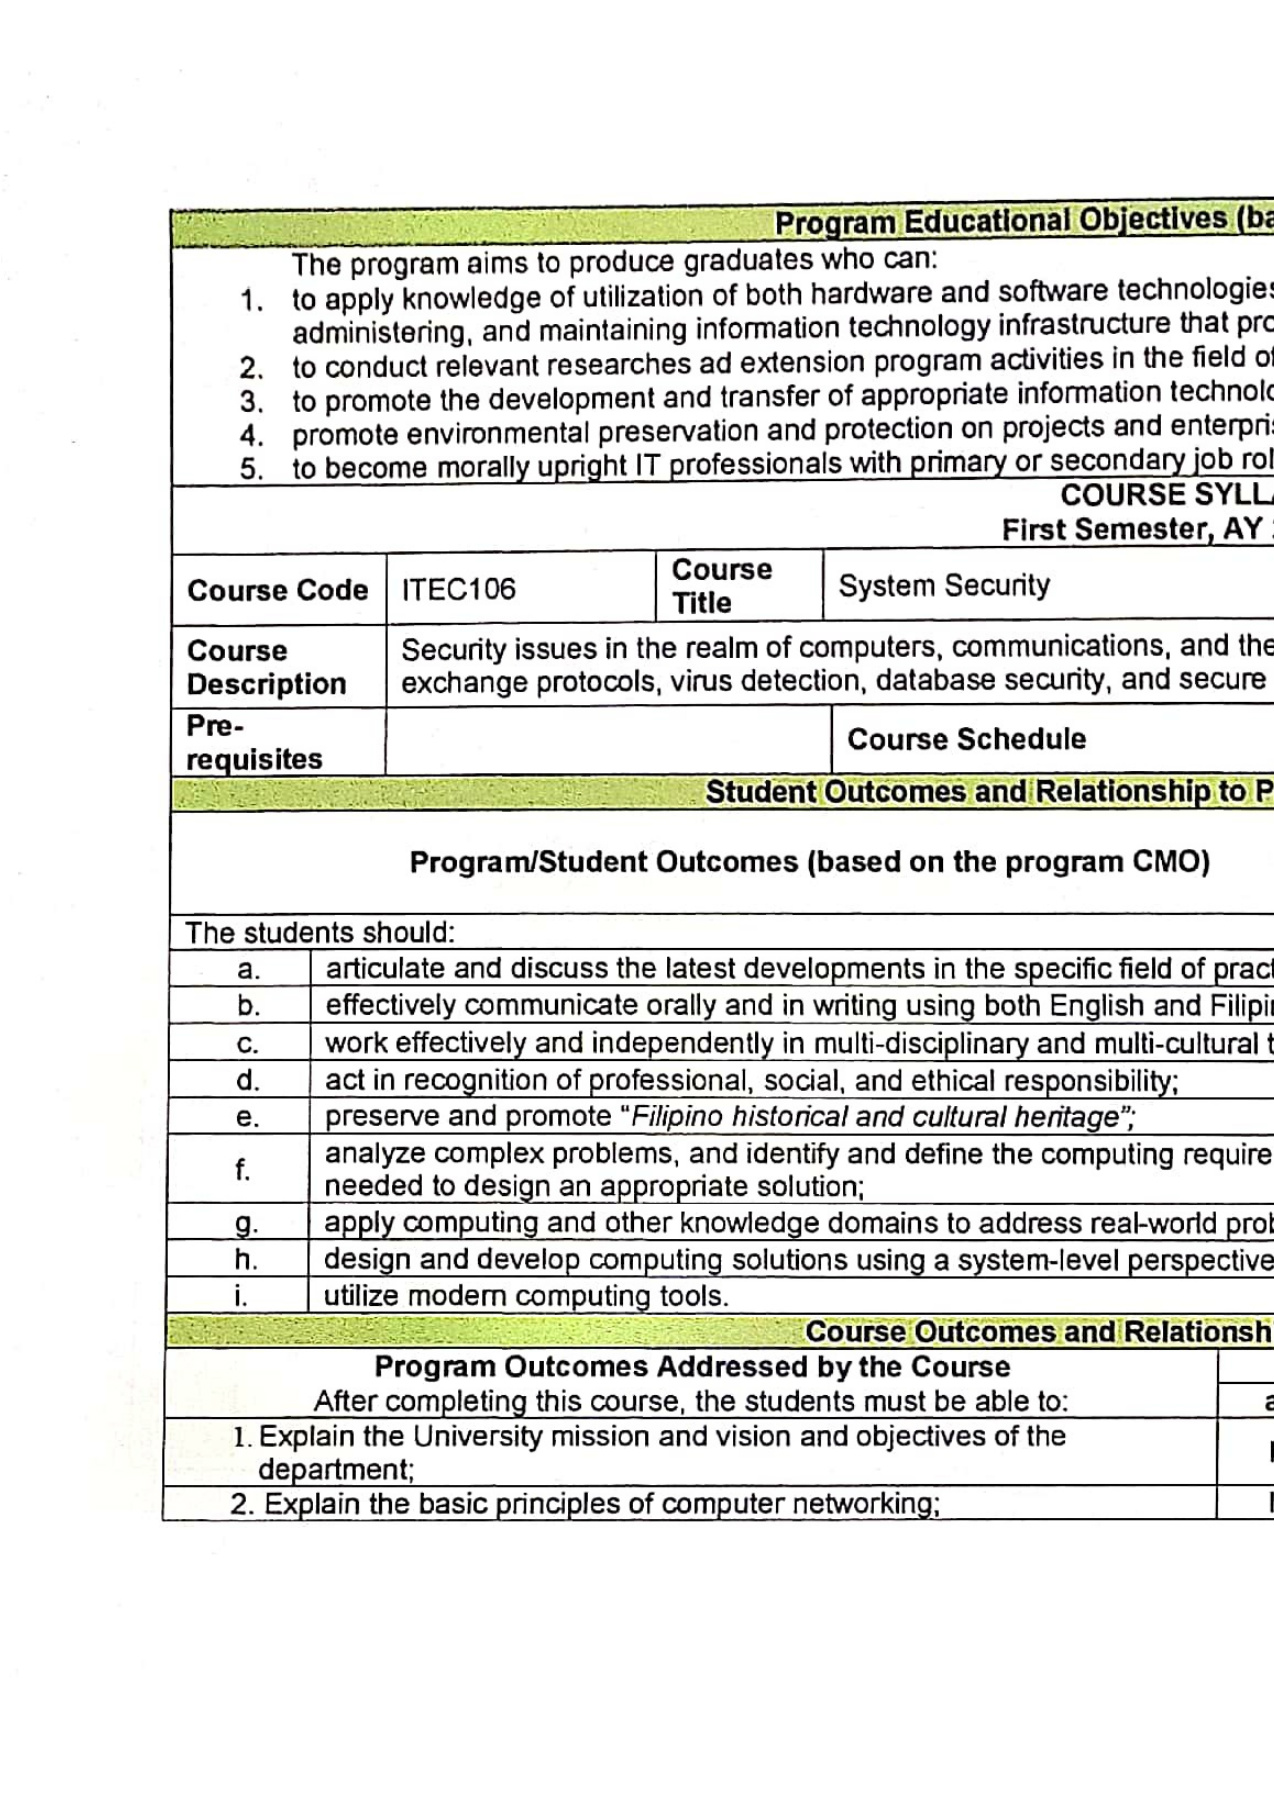 Program Educational Objectives (ba
The program aims to produce graduates who can:
1. to apply knowledge of utilization of both hardware and software technologies
administering, and maintaining information technology infrastructure that pro
2. to conduct relevant researches ad extension program activities in the field of
3. to promote the development and transfer of appropriate information technolo
4. promote environmental preservation and protection on projects and enterpri
5. to become morally upright IT professionals with primary or secondary job rol
COURSE SYLLA
First Semester, AY
Course Code ITEC106 Course Title System Security
Course Description Security issues in the realm of computers, communications, and the
exchange protocols, virus detection, database security, and secure
Pre-requisites Course Schedule
Student Outcomes and Relationship to P
Program/Student Outcomes (based on the program CMO)
The students should:
a. articulate and discuss the latest developments in the specific field of pract
b. effectively communicate orally and in writing using both English and Filipin
c. work effectively and independently in multi-disciplinary and multi-cultural t
d. act in recognition of professional, social, and ethical responsibility;
e. preserve and promote "Filipino historical and cultural heritage";
f. analyze complex problems, and identify and define the computing require
needed to design an appropriate solution;
g. apply computing and other knowledge domains to address real-world prob
h. design and develop computing solutions using a system-level perspective
i. utilize modern computing tools.
Course Outcomes and Relationsh
Program Outcomes Addressed by the Course
After completing this course, the students must be able to: a
1. Explain the University mission and vision and objectives of the
department;
2. Explain the basic principles of computer networking;